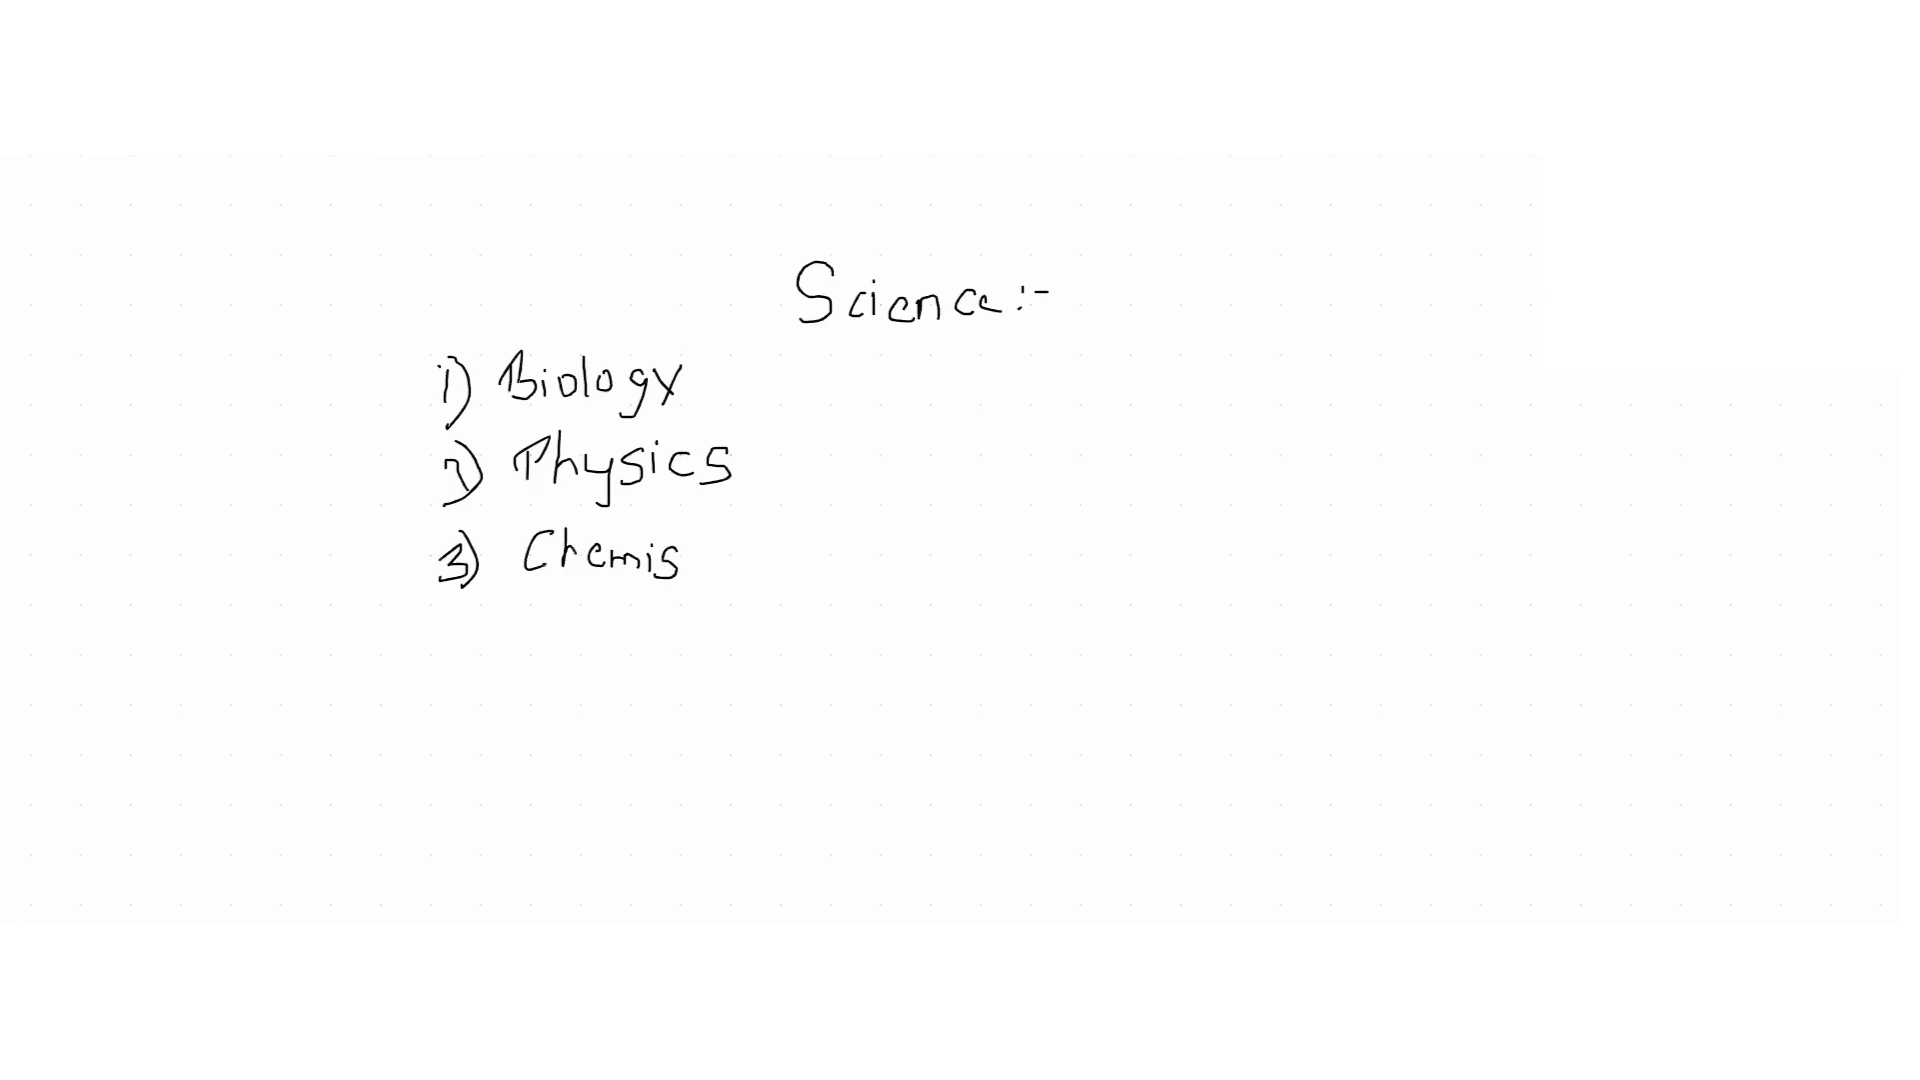 Science :-
1) Biology
2) Physics
3) Chemis